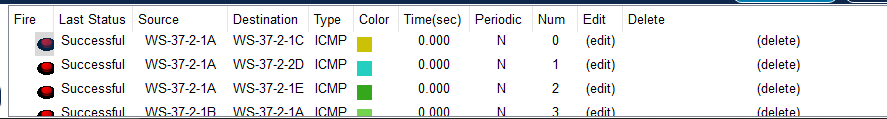 Fire Last Status Source Destination Type Color Time(sec) Periodic Num Edit Delete
Successful WS-37-2-1A WS-37-2-1C ICMP 0.000 N 0 (edit) (delete)
Successful WS-37-2-1A WS-37-2-2D ICMP 0.000 N 1 (edit) (delete)
Successful WS-37-2-1A WS-37-2-1E ICMP 0.000 N 2 (edit) (delete)
Successful WS-37-2-1B WS-37-2-1A ICMP 0.000 N 3 (edit) (delete)